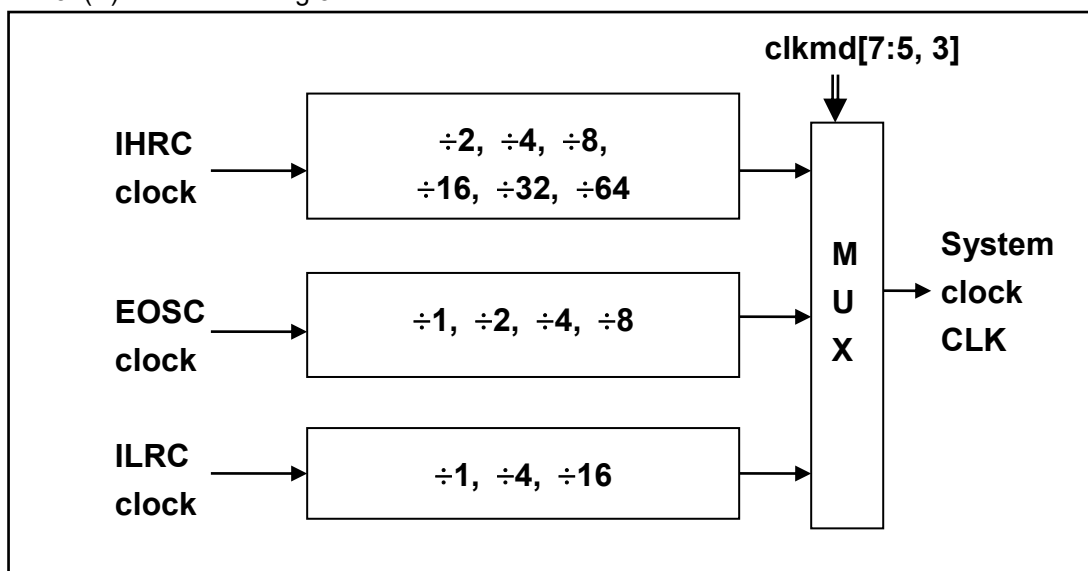 clkmd[7:5, 3]
IHRC
clock
÷2, ÷4, ÷8,
÷16, ÷32, ÷64
EOSC
clock
÷1, ÷2, ÷4, ÷8
ILRC
clock
÷1, ÷4, ÷16
M
U
X
System
clock
CLK